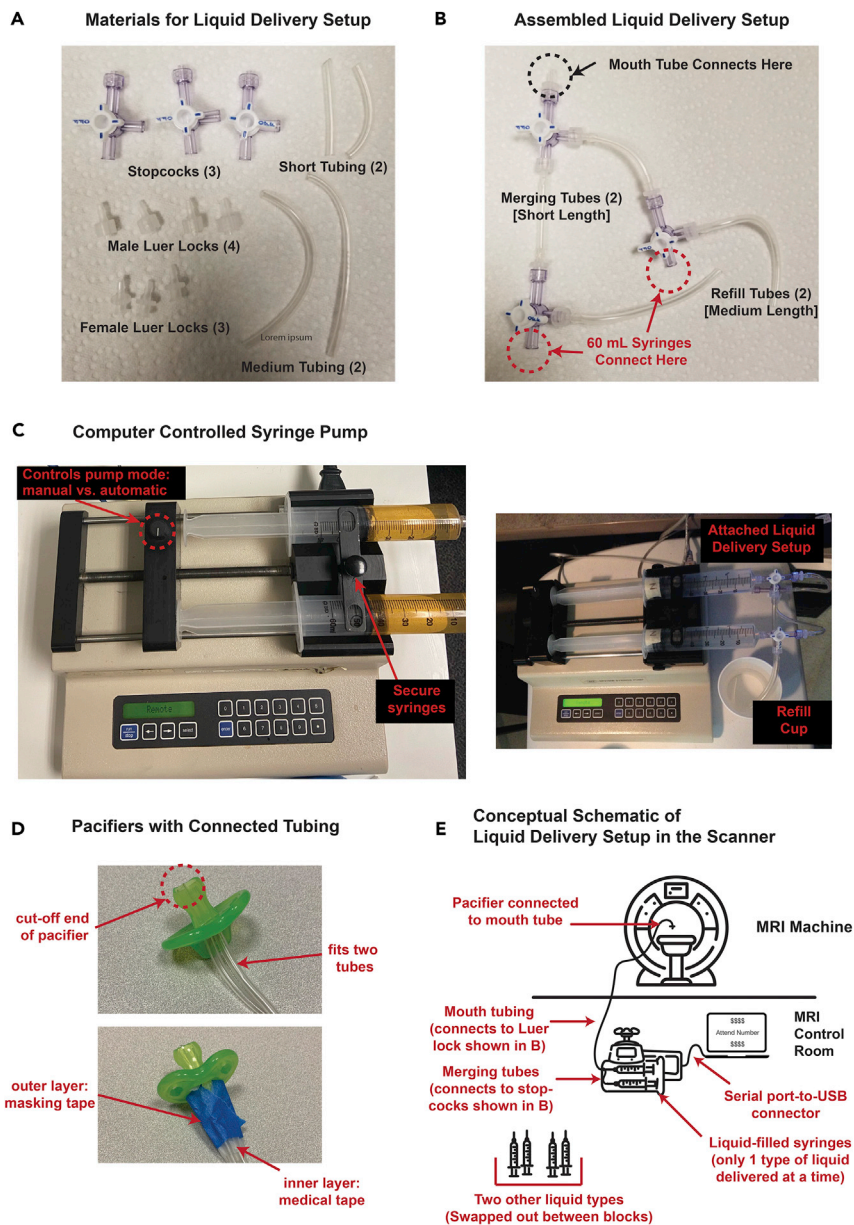 A
Materials for Liquid Delivery Setup
Stopcocks (3)
Short Tubing (2)
Male Luer Locks (4)
Female Luer Locks (3)
Lorem ipsum
Medium Tubing (2)
B
Assembled Liquid Delivery Setup
Mouth Tube Connects Here
Merging Tubes (2)
[Short Length]
Refill Tubes (2)
[Medium Length]
60 mL Syringes
Connect Here
C
Computer Controlled Syringe Pump
Controls pump mode:
manual vs. automatic
Remote
Secure
syringes
Attached Liquid
Delivery Setup
Refill
Cup
D
Pacifiers with Connected Tubing
cut-off end
of pacifier
fits two
tubes
outer layer:
masking tape
inner layer:
medical tape
E
Conceptual Schematic of
Liquid Delivery Setup in the Scanner
Pacifier connected
to mouth tube
MRI Machine
Mouth tubing
(connects to Luer
lock shown in B)
Merging tubes
(connects to stop-
cocks shown in B)
$$$$
Attend Number
$$$$
MRI
Control
Room
Serial port-to-USB
connector
Liquid-filled syringes
(only 1 type of liquid
delivered at a time)
Two other liquid types
(Swapped out between blocks)